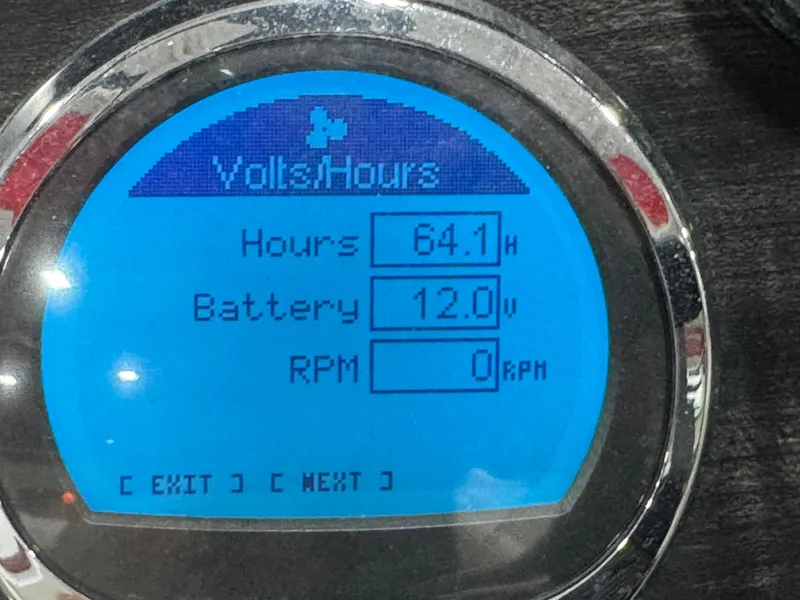 Volts/Hours
Hours 64.1 H
Battery 12.0 V
RPM 0 RPM
[ EXIT ] [ NEXT ]